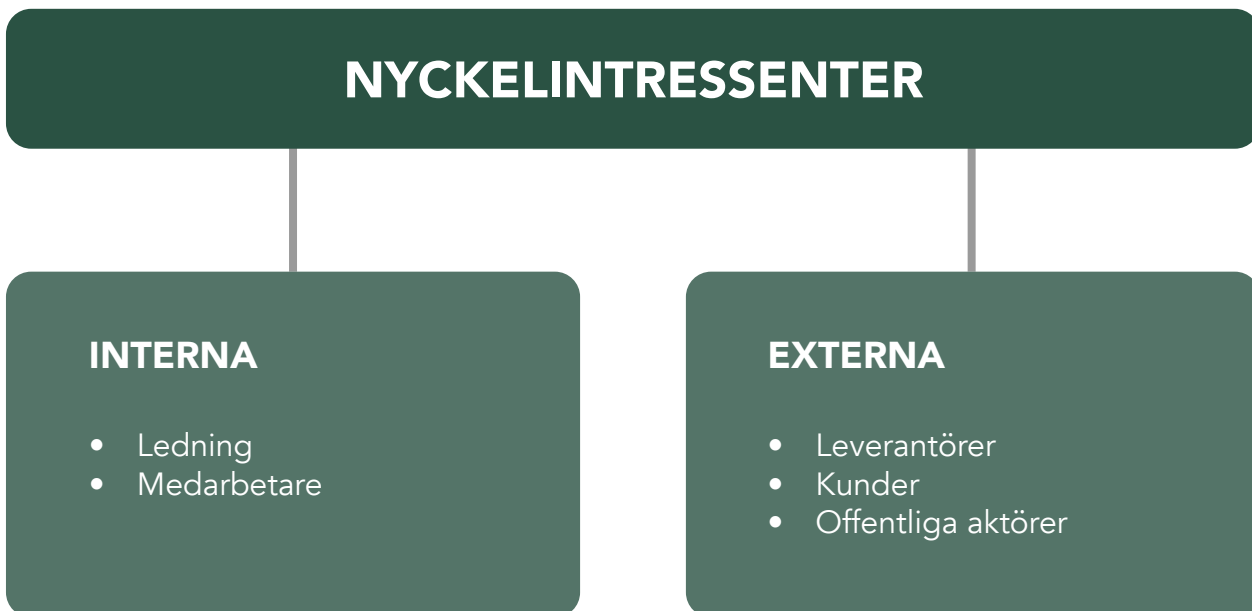 NYCKELINTRESSENTER
INTERNA
• Ledning
• Medarbetare
EXTERNA
• Leverantörer
• Kunder
• Offentliga aktörer